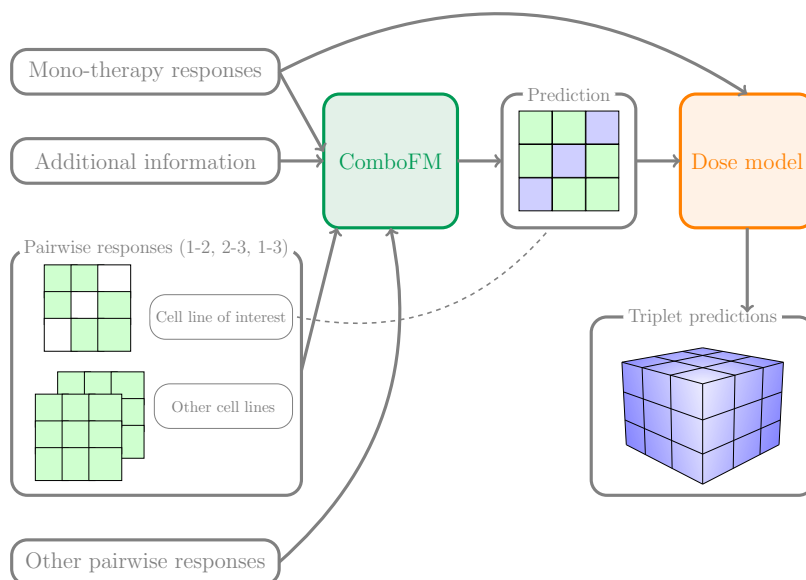 Mono-therapy responses
Additional information
ComboFM
Prediction
Dose model
Pairwise responses (1-2, 2-3, 1-3)
Cell line of interest
Other cell lines
Triplet predictions
Other pairwise responses